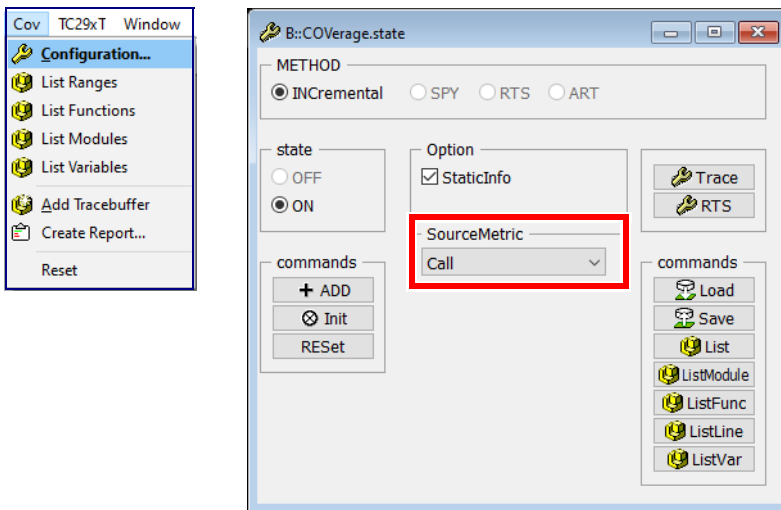 Cov TC29xT Window
Configuration...
List Ranges
List Functions
List Modules
List Variables
Add Tracebuffer
Create Report...
Reset
B::COVerage.state
METHOD
INCremental SPY RTS ART
state
OFF
ON
Option
StaticInfo
Trace
RTS
SourceMetric
Call
commands
+ ADD
Init
RESet
commands
Load
Save
List
ListModule
ListFunc
ListLine
ListVar